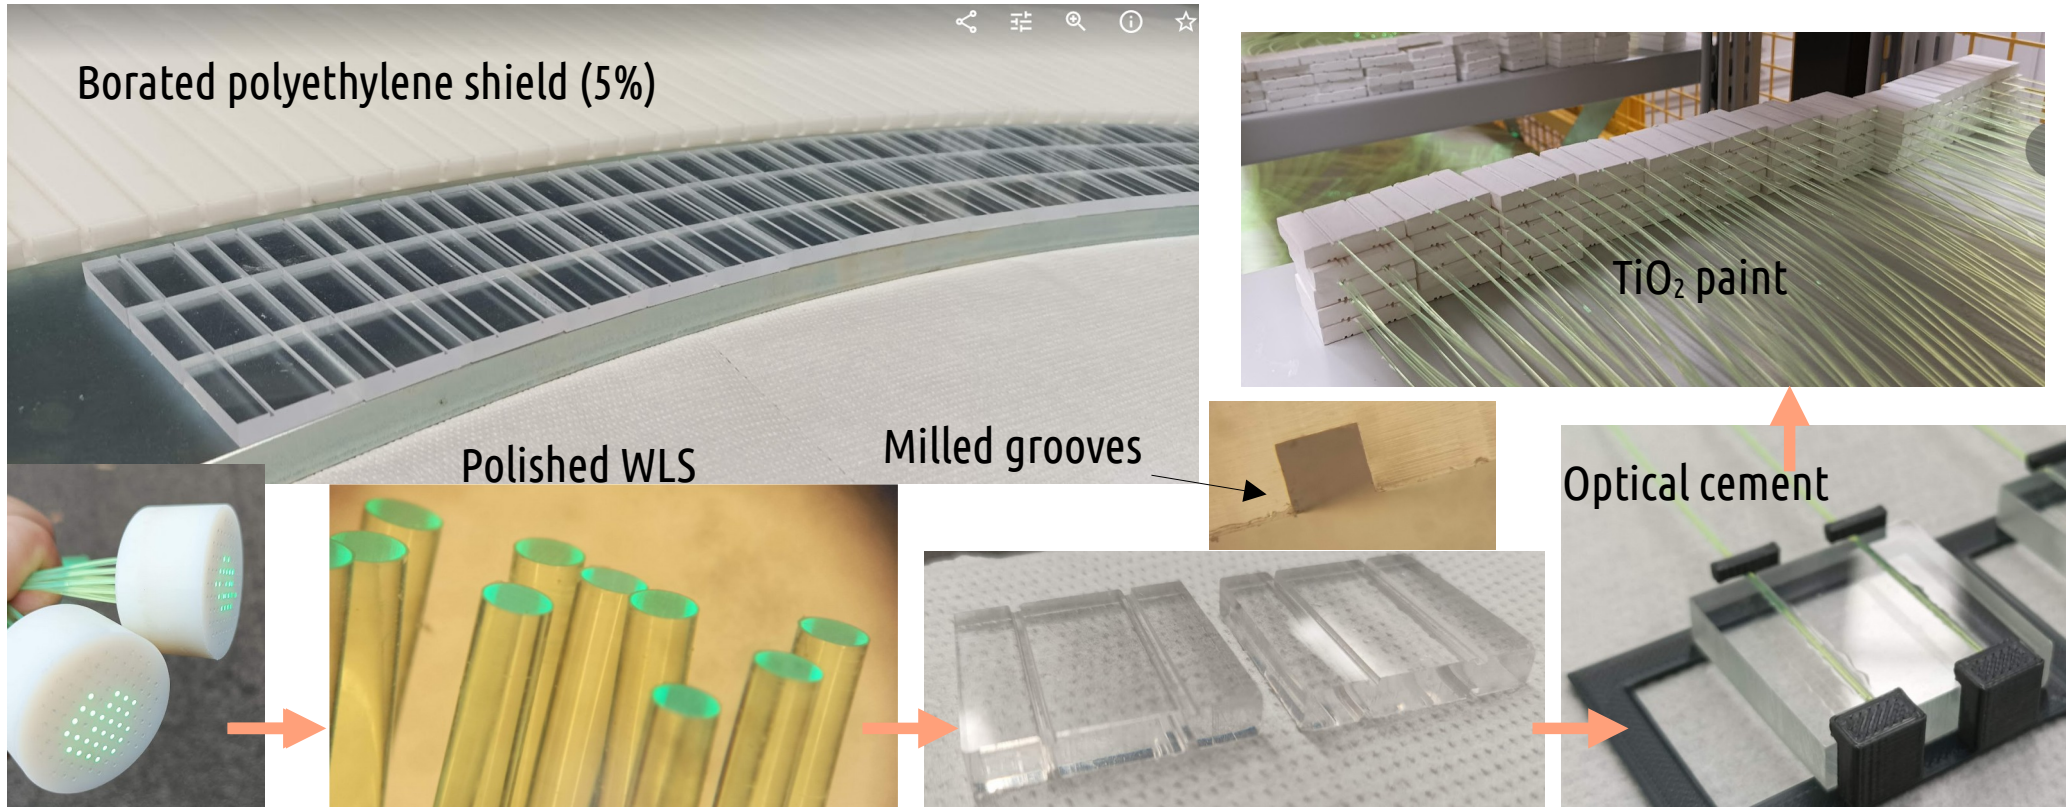 Borated polyethylene shield (5%)
TiO₂ paint
Polished WLS
Milled grooves
Optical cement